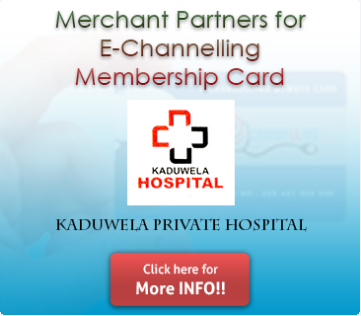 Merchant Partners for
E-Channelling
Membership Card
KADUWELA
HOSPITAL
KADUWELA PRIVATE HOSPITAL
Click here for
More INFO!!